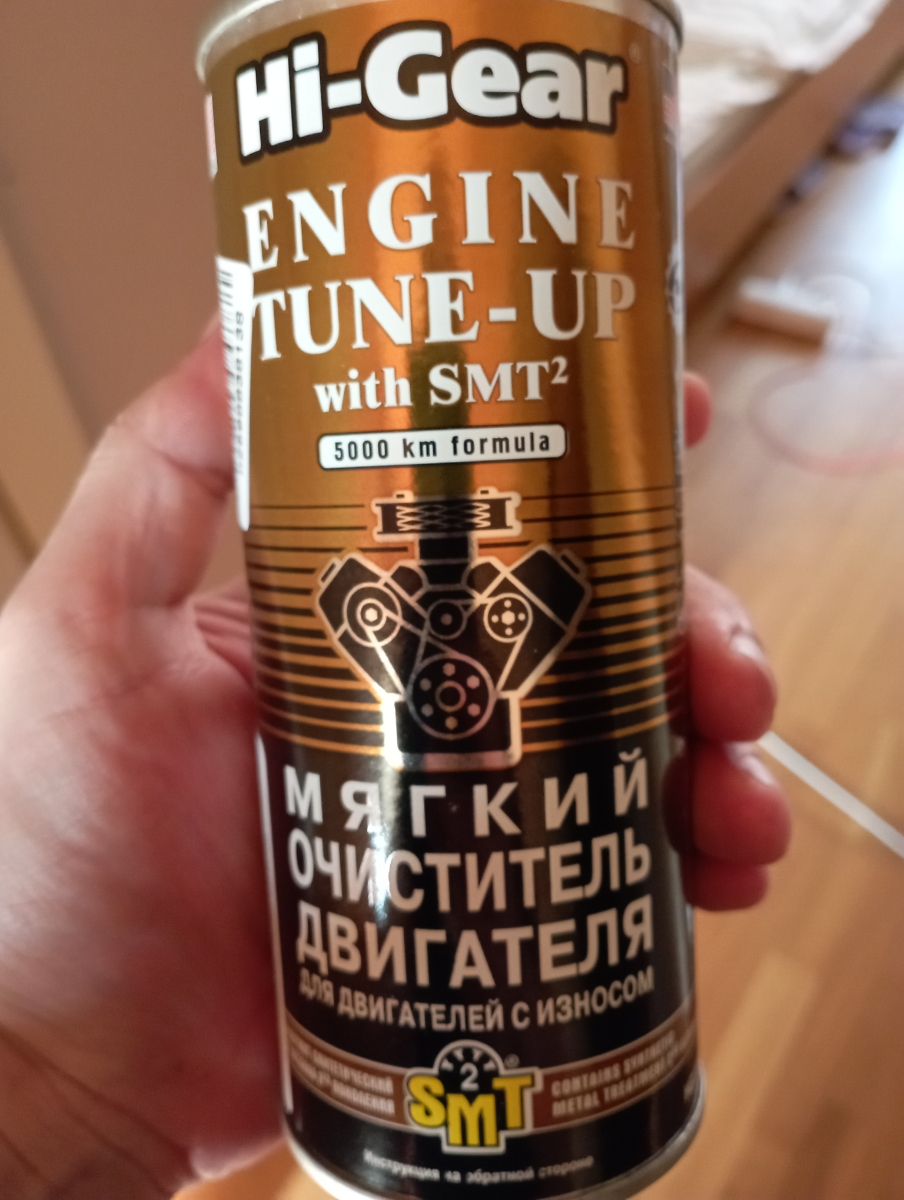 Hi-Gear
ENGINE
TUNE-UP
with SMT²
5000 km formula
МЯГКИЙ
ОЧИСТИТЕЛЬ
ДВИГАТЕЛЯ
ДЛЯ ДВИГАТЕЛЕЙ С ИЗНОСОМ
2
SMT
CONTAINS SYNTHETIC
METAL TREATMENT
Инструкция на обратной стороне